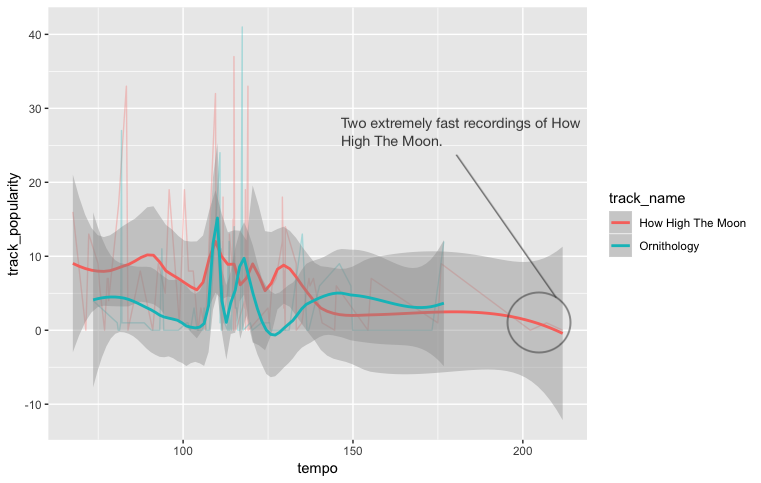 40
30
20
10
0
-10
track_popularity
Two extremely fast recordings of How
High The Moon.
100
150
200
tempo
track_name
How High The Moon
Ornithology